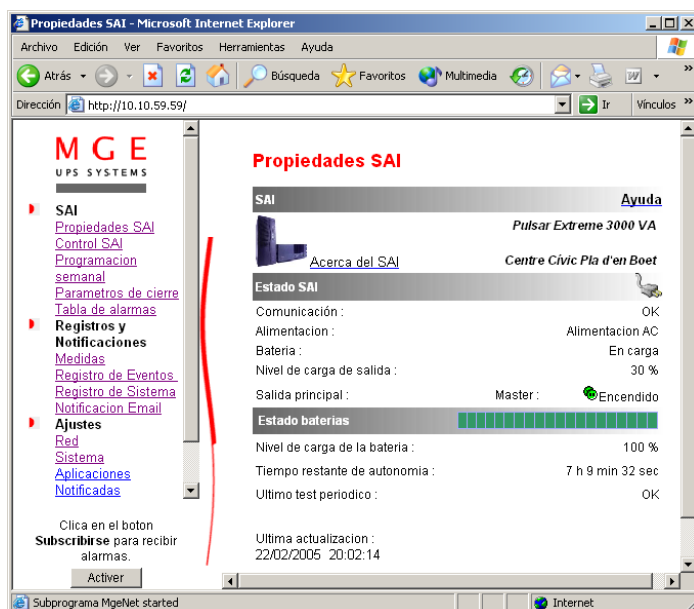 Propiedades SAI - Microsoft Internet Explorer
Archivo Edición Ver Favoritos Herramientas Ayuda
Atrás Búsqueda Favoritos Multimedia »
Dirección http://10.10.59.59/ Ir Vínculos »
MGE
UPS SYSTEMS
SAI
Propiedades SAI
Control SAI
Programacion
semanal
Parametros de cierre
Tabla de alarmas
Registros y
Notificaciones
Medidas
Registro de Eventos
Registro de Sistema
Notificacion Email
Ajustes
Red
Sistema
Aplicaciones
Notificadas
Clica en el boton
Subscribirse para recibir
alarmas.
Activer
Propiedades SAI
SAI Ayuda
Pulsar Extreme 3000 VA
Acerca del SAI Centre Cívic Pla d'en Boet
Estado SAI
Comunicación : OK
Alimentacion : Alimentacion AC
Bateria : En carga
Nivel de carga de salida : 30 %
Salida principal : Master : Encendido
Estado baterias
Nivel de carga de la bateria : 100 %
Tiempo restante de autonomia : 7 h 9 min 32 sec
Ultimo test periodico : OK
Ultima actualizacion :
22/02/2005 20:02:14
Subprograma MgeNet started Internet